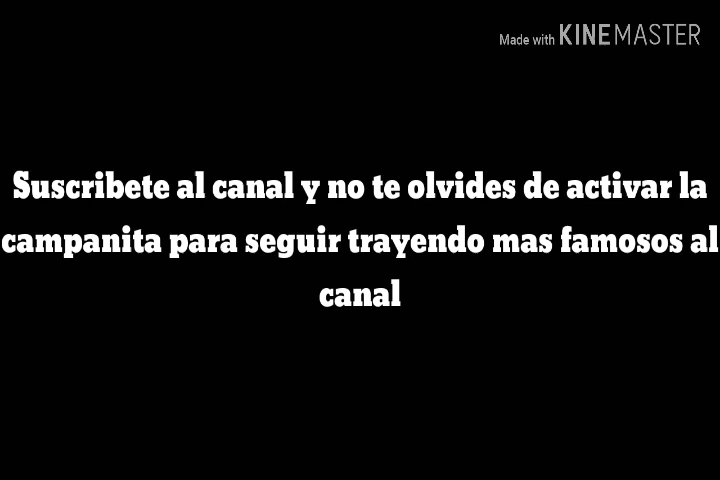 Made with KINEMASTER
Suscribete al canal y no te olvides de activar la
campanita para seguir trayendo mas famosos al
canal